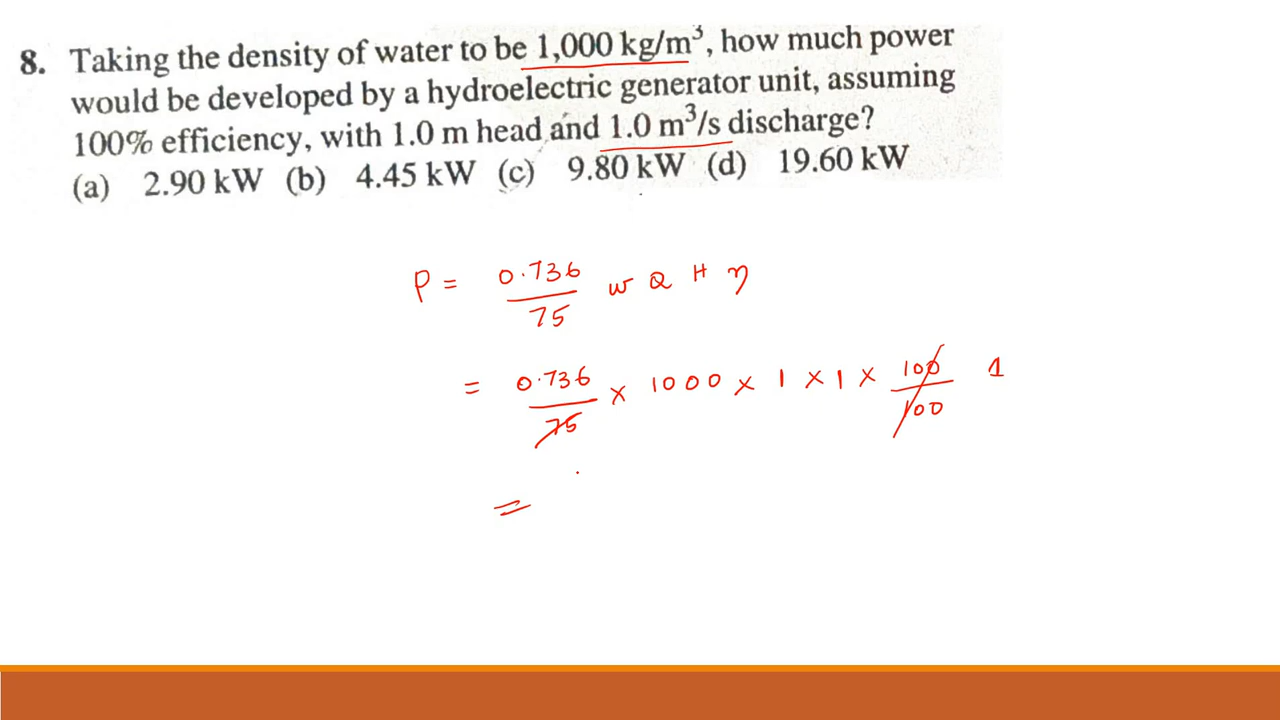 8. Taking the density of water to be 1,000 kg/m³, how much power
would be developed by a hydroelectric generator unit, assuming
100% efficiency, with 1.0 m head and 1.0 m³/s discharge?
(a) 2.90 kW (b) 4.45 kW (c) 9.80 kW (d) 19.60 kW
P = 0.736/75 w Q H η
= 0.736/75 × 1000 × 1 × 1 × 100/100 1
=